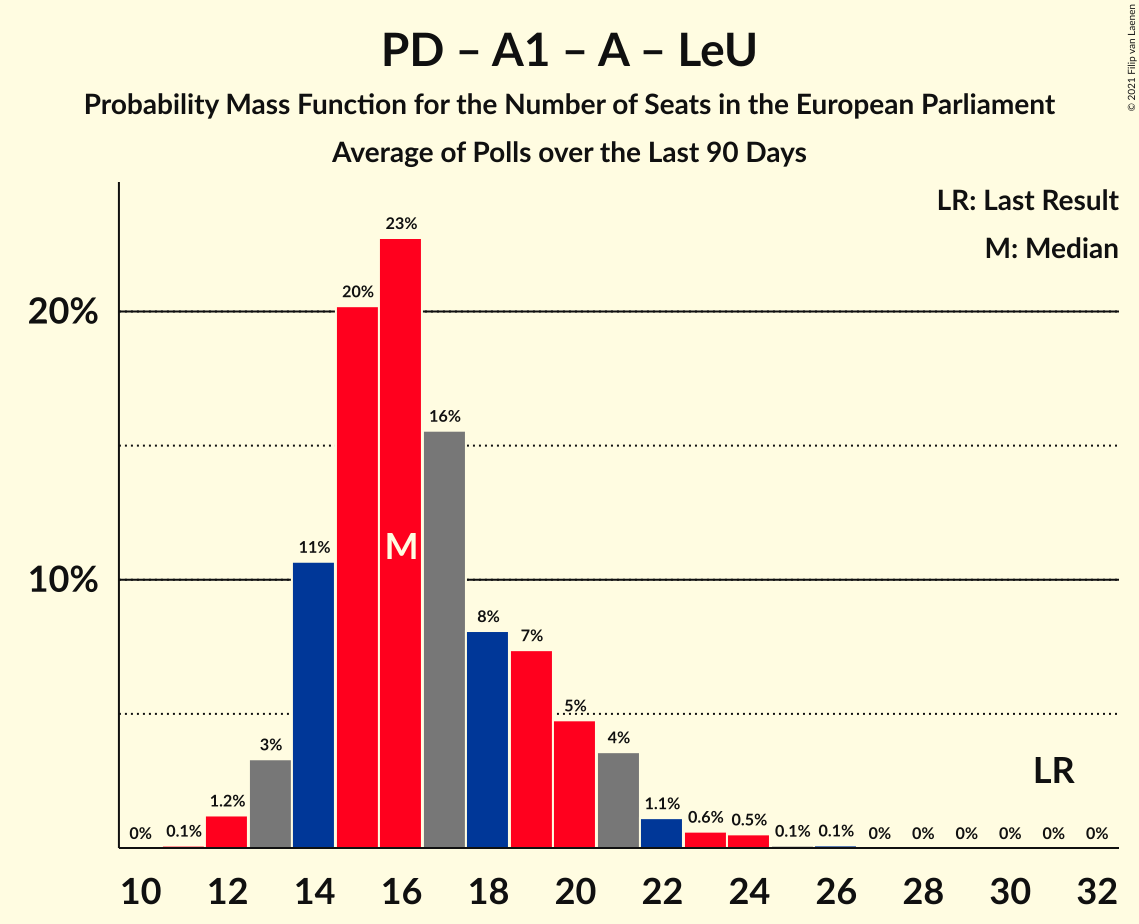 PD – A1 – A – LeU
Probability Mass Function for the Number of Seats in the European Parliament
Average of Polls over the Last 90 Days
© 2021 Filip van Laenen
LR: Last Result
M: Median
20%
10%
0%
0.1%
1.2%
3%
11%
20%
23%
16%
8%
7%
5%
4%
1.1%
0.6%
0.5%
0.1%
0.1%
0%
0%
0%
0%
0%
0%
M
LR
10 12 14 16 18 20 22 24 26 28 30 32